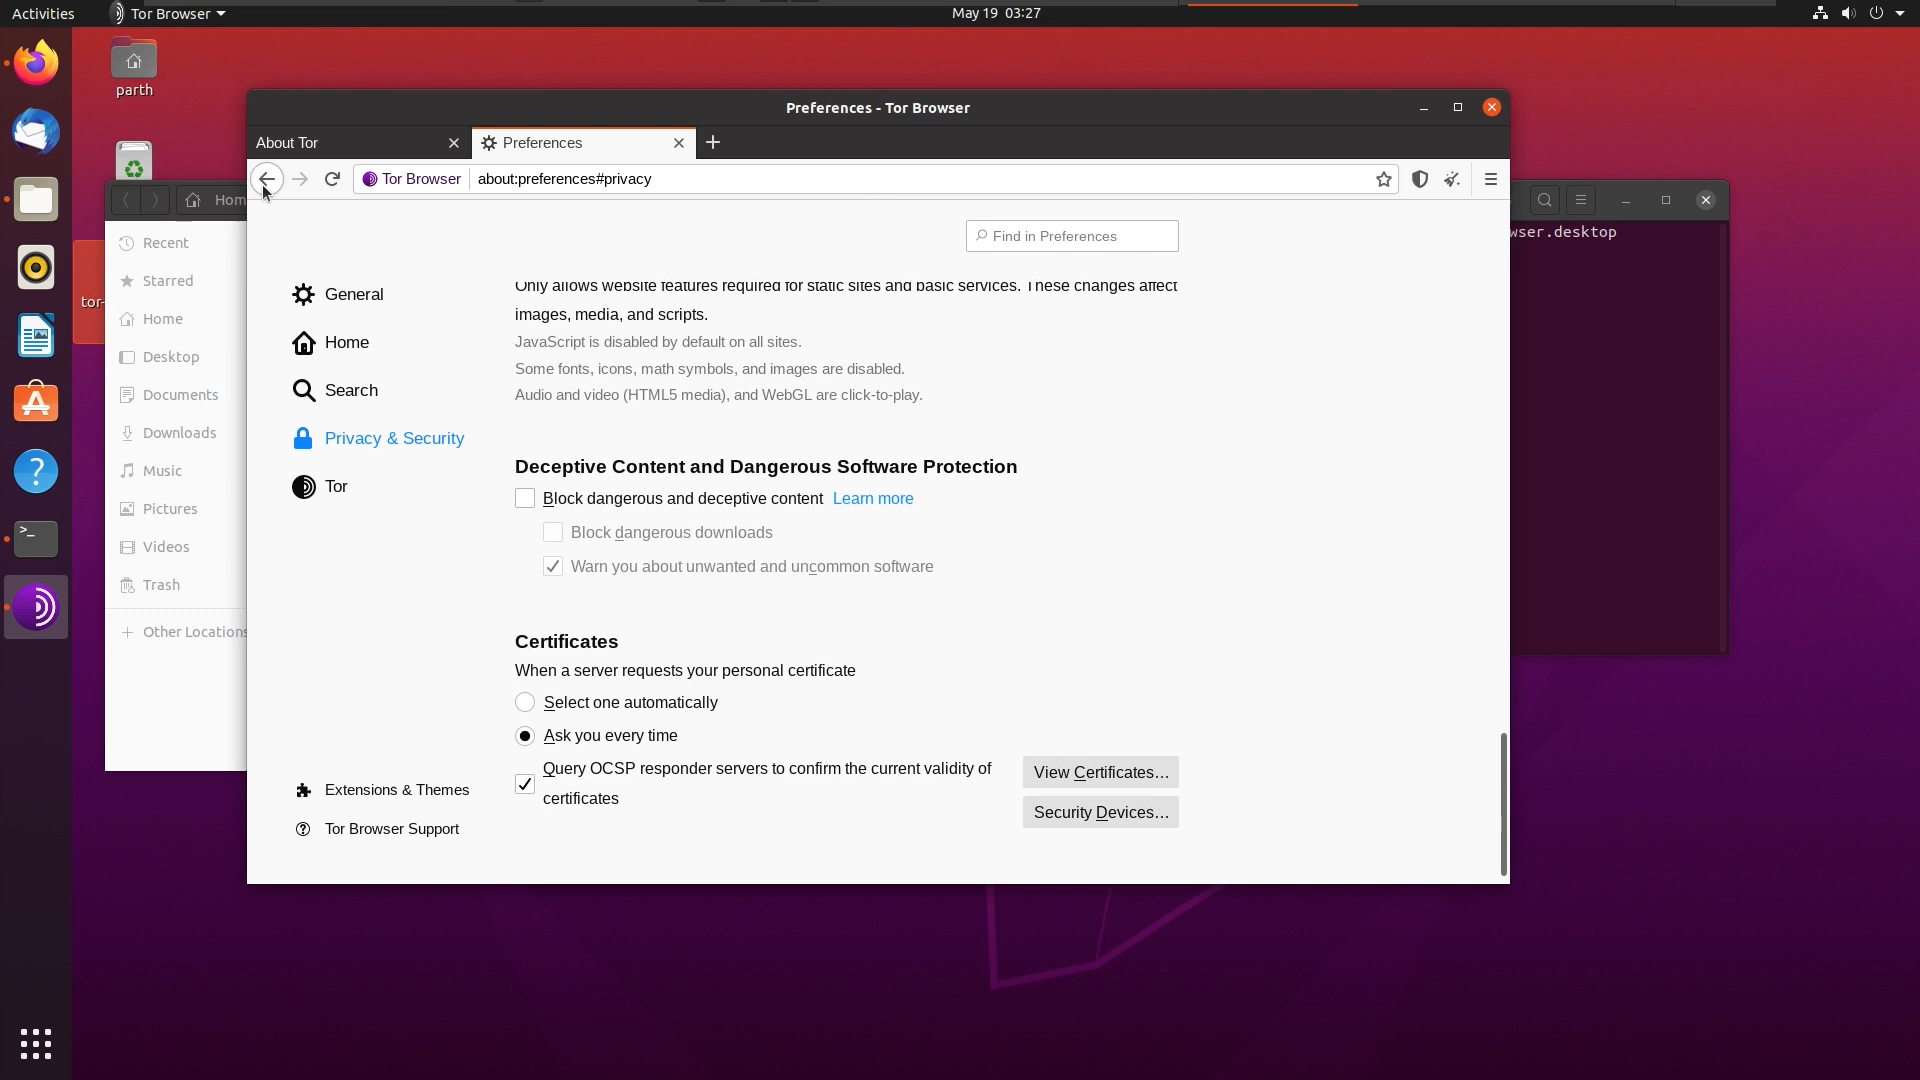 Activities
Tor Browser
May 19 03:27
parth
Preferences - Tor Browser
About Tor
Preferences
Tor Browser
about:preferences#privacy
Find in Preferences
General
Home
Search
Privacy & Security
Tor
Extensions & Themes
Tor Browser Support
Only allows website features required for static sites and basic services. These changes affect
images, media, and scripts.
JavaScript is disabled by default on all sites.
Some fonts, icons, math symbols, and images are disabled.
Audio and video (HTML5 media), and WebGL are click-to-play.
Deceptive Content and Dangerous Software Protection
Block dangerous and deceptive content Learn more
Block dangerous downloads
Warn you about unwanted and uncommon software
Certificates
When a server requests your personal certificate
Select one automatically
Ask you every time
Query OCSP responder servers to confirm the current validity of
certificates
View Certificates…
Security Devices…
Hom
Recent
Starred
Home
Desktop
Documents
Downloads
Music
Pictures
Videos
Trash
Other Locations
tor-
wser.desktop